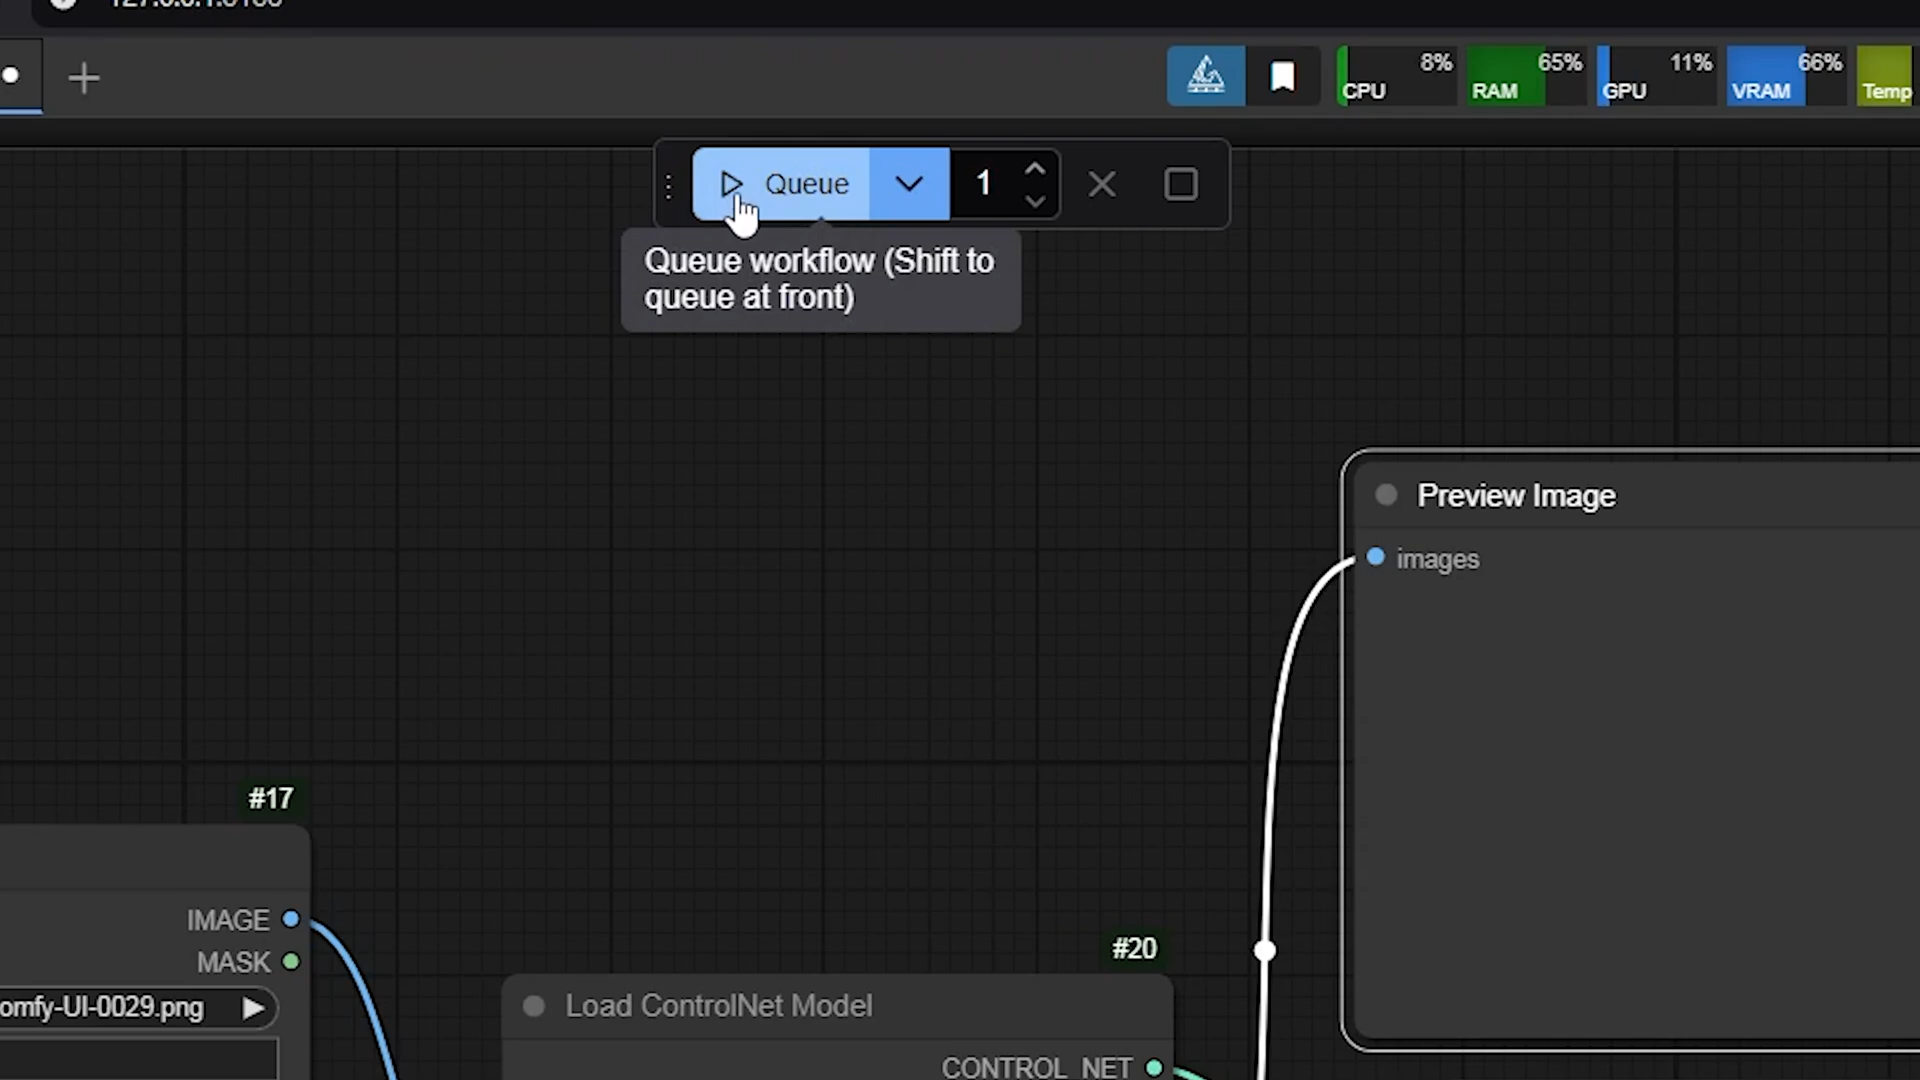 8%
CPU
65%
RAM
11%
GPU
66%
VRAM
Temp
Queue
1
Queue workflow (Shift to
queue at front)
Preview Image
images
#17
IMAGE
MASK
omfy-UI-0029.png
#20
Load ControlNet Model
CONTROL_NET